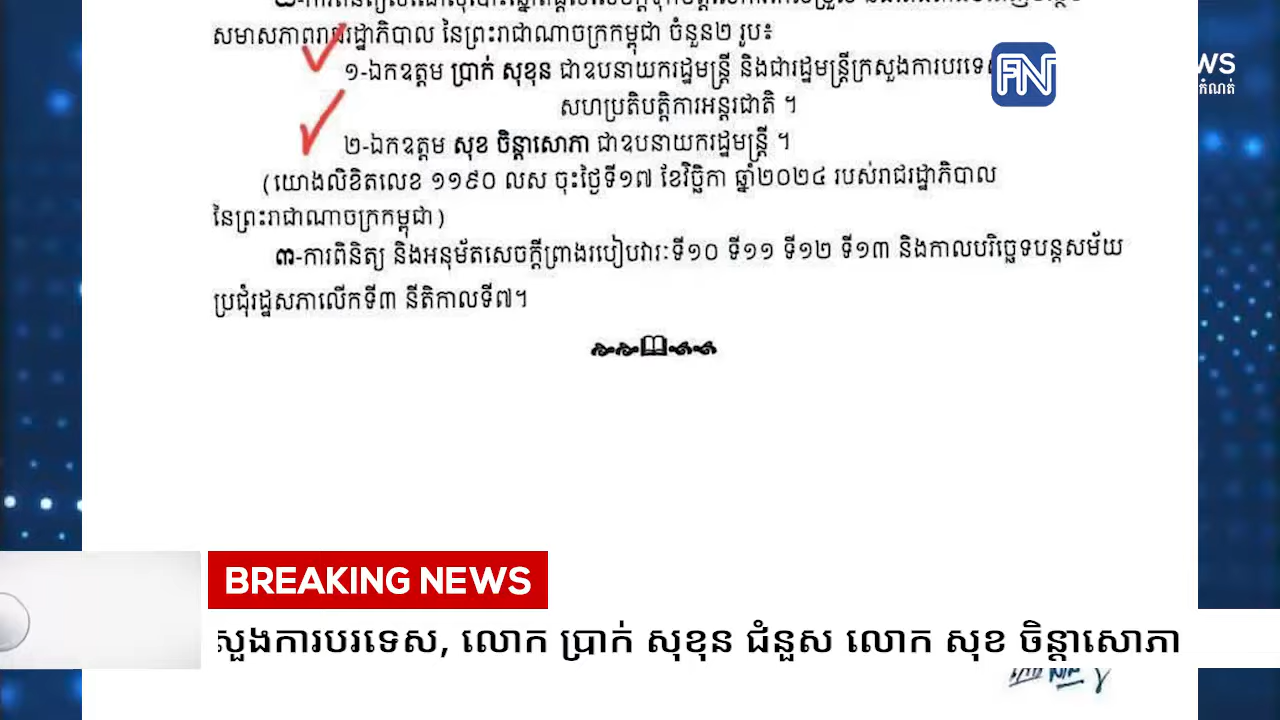 សមាសភាពរាជរដ្ឋាភិបាល នៃព្រះរាជាណាចក្រកម្ពុជា ចំនួន២ រូប៖
១-ឯកឧត្តម ប្រាក់ សុខុន ជាឧបនាយករដ្ឋមន្ត្រី និងជារដ្ឋមន្ត្រីក្រសួងការបរទេស
FN
WS
កំណត់
សហប្រតិបត្តិការអន្តរជាតិ ។
២-ឯកឧត្តម សុខ ចិន្តាសោភា ជាឧបនាយករដ្ឋមន្ត្រី ។
(យោងលិខិតលេខ ១១៩០ លស ចុះថ្ងៃទី១៧ ខែវិច្ឆិកា ឆ្នាំ២០២៤ របស់រាជរដ្ឋាភិបាល
នៃព្រះរាជាណាចក្រកម្ពុជា)
៣-ការពិនិត្យ និងអនុម័តសេចក្តីព្រាងរបៀបវារៈទី១០ ទី១១ ទី១២ ទី១៣ និងកាលបរិច្ឆេទបន្តសម័យ
ប្រជុំរដ្ឋសភាលើកទី៣ នីតិកាលទី៧។
BREAKING NEWS
សួងការបរទេស, លោក ប្រាក់ សុខុន ជំនួស លោក សុខ ចិន្តាសោភា